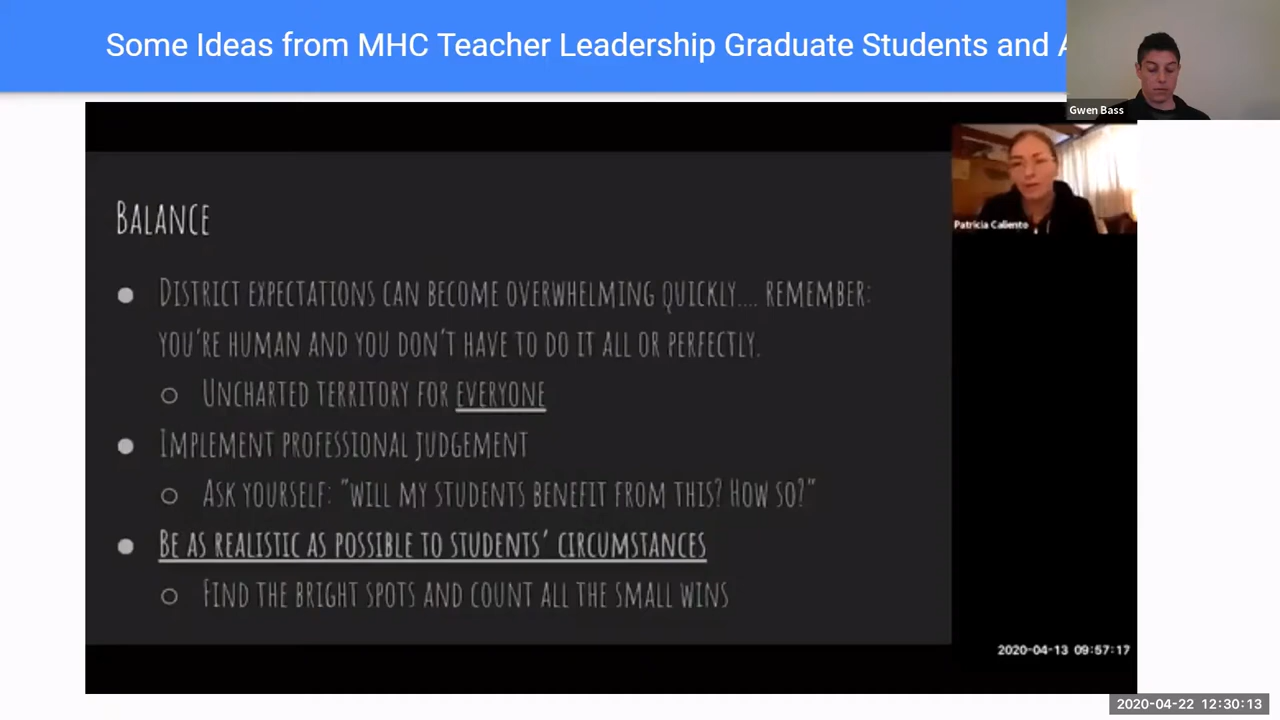 Some Ideas from MHC Teacher Leadership Graduate Students and
Gwen Bass
Patricia Caliento
Balance
● District expectations can become overwhelming quickly.... Remember:
you're human and you don't have to do it all or perfectly.
○ Uncharted territory for everyone
● Implement professional judgement
○ Ask yourself: "will my students benefit from this? How so?"
● Be as realistic as possible to students' circumstances
○ Find the bright spots and count all the small wins
2020-04-13 09:57:17
2020-04-22 12:30:13